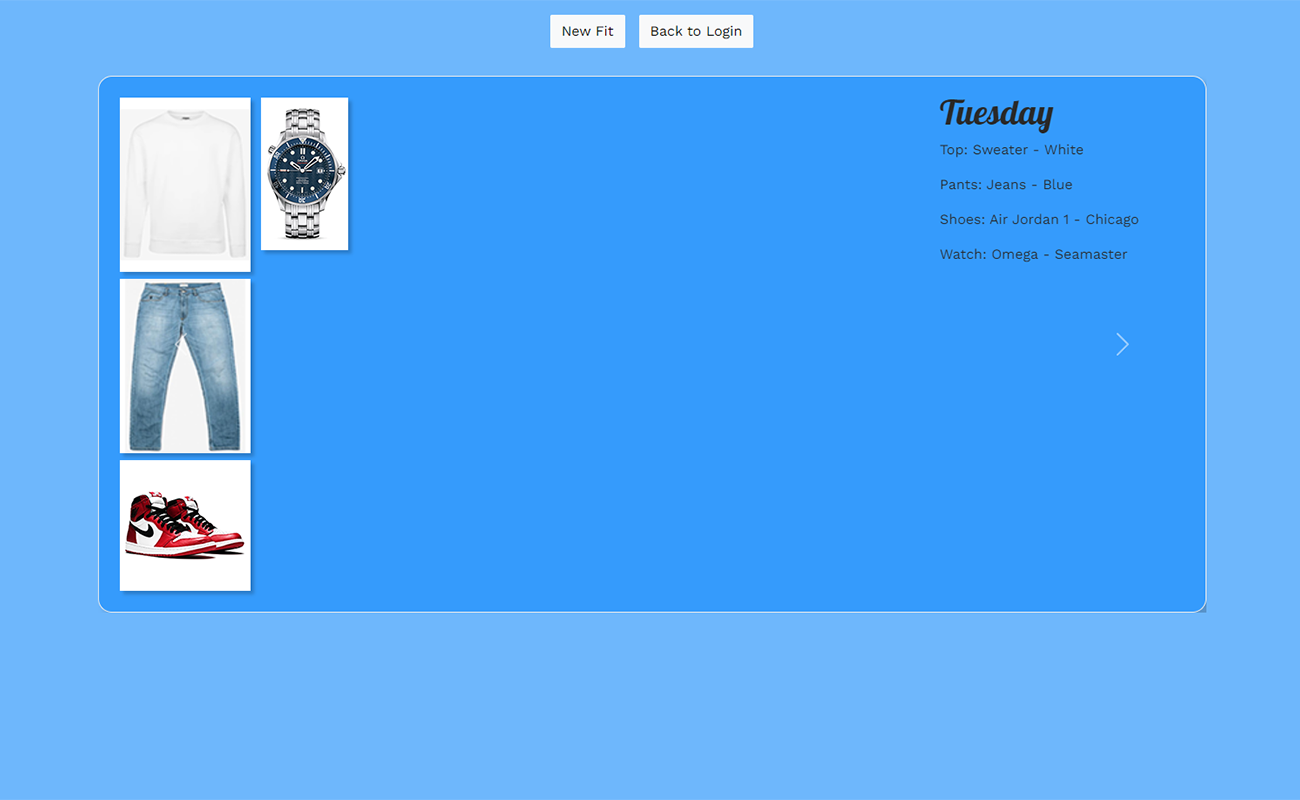 New Fit
Back to Login
Tuesday
Top: Sweater - White
Pants: Jeans - Blue
Shoes: Air Jordan 1 - Chicago
Watch: Omega - Seamaster